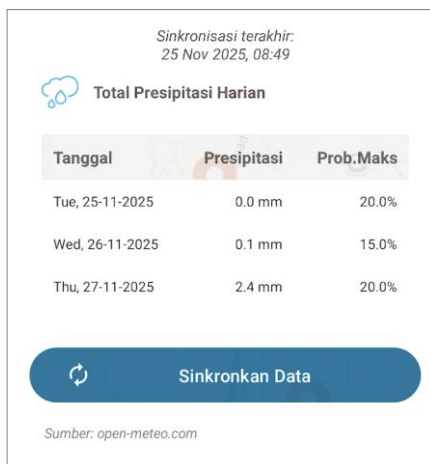 Sinkronisasi terakhir:
25 Nov 2025, 08:49
Total Presipitasi Harian
Tanggal Presipitasi Prob.Maks
Tue, 25-11-2025 0.0 mm 20.0%
Wed, 26-11-2025 0.1 mm 15.0%
Thu, 27-11-2025 2.4 mm 20.0%
Sinkronkan Data
Sumber: open-meteo.com